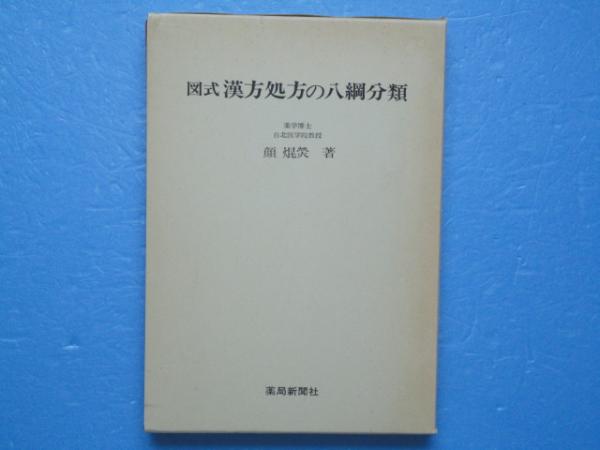 図式 漢方処方の八綱分類
薬学博士
台北医学院教授
顔焜熒 著
薬局新聞社